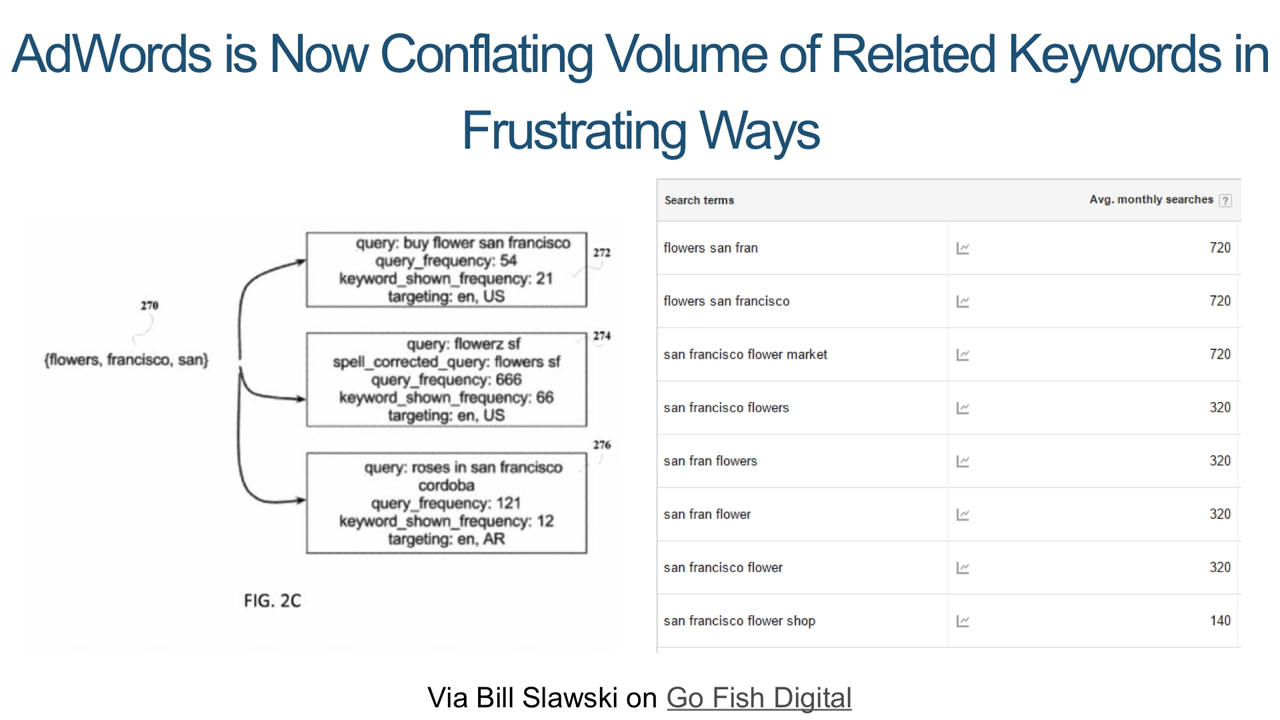 AdWords is Now Conflating Volume of Related Keywords in
Frustrating Ways
270
{flowers, francisco, san}
query: buy flower san francisco
query_frequency: 54
keyword_shown_frequency: 21
targeting: en, US
272
query: flowerz sf
spell_corrected_query: flowers sf
query_frequency: 666
keyword_shown_frequency: 66
targeting: en, US
274
query: roses in san francisco
cordoba
query_frequency: 121
keyword_shown_frequency: 12
targeting: en, AR
276
FIG. 2C
Search terms Avg. monthly searches ?
flowers san fran 720
flowers san francisco 720
san francisco flower market 720
san francisco flowers 320
san fran flowers 320
san fran flower 320
san francisco flower 320
san francisco flower shop 140
Via Bill Slawski on Go Fish Digital